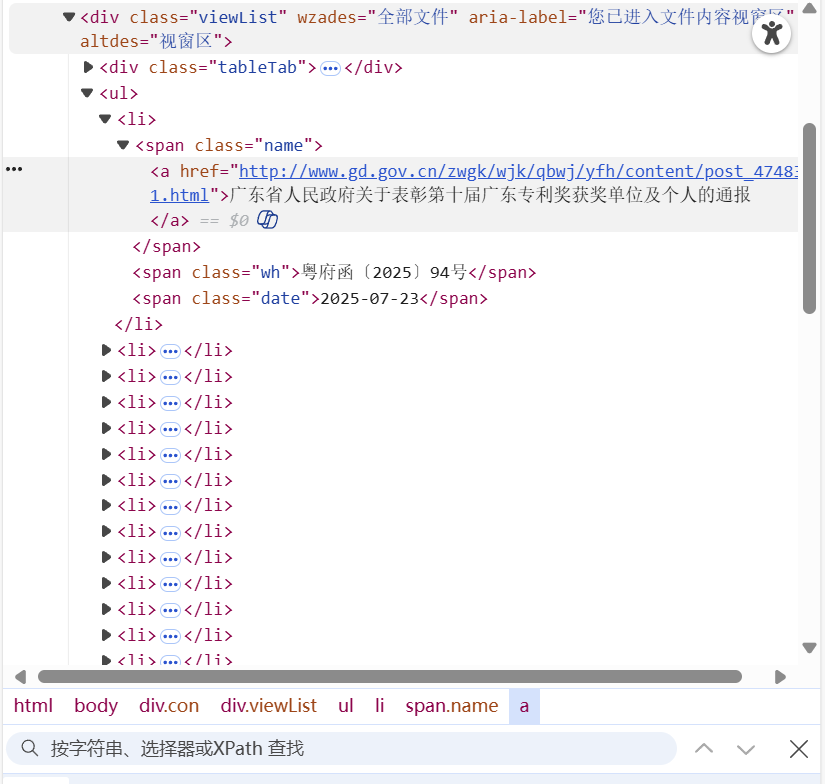 <div class="viewList" wzades="全部文件" aria-label="您已进入文件内容视窗区"
altdes="视窗区">
<div class="tableTab"> ••• </div>
<ul>
<li>
<span class="name">
<a href="http://www.gd.gov.cn/zwgk/wjk/qbwj/yfh/content/post_4748
1.html">广东省人民政府关于表彰第十届广东专利奖获奖单位及个人的通报
</a> == $0
</span>
<span class="wh">粤府函〔2025〕94号</span>
<span class="date">2025-07-23</span>
</li>
<li> ••• </li>
<li> ••• </li>
<li> ••• </li>
<li> ••• </li>
<li> ••• </li>
<li> ••• </li>
<li> ••• </li>
<li> ••• </li>
<li> ••• </li>
<li> ••• </li>
<li> ••• </li>
<li> ••• </li>
<li> ••• </li>
html body div.con div.viewList ul li span.name a
按字符串、选择器或XPath 查找